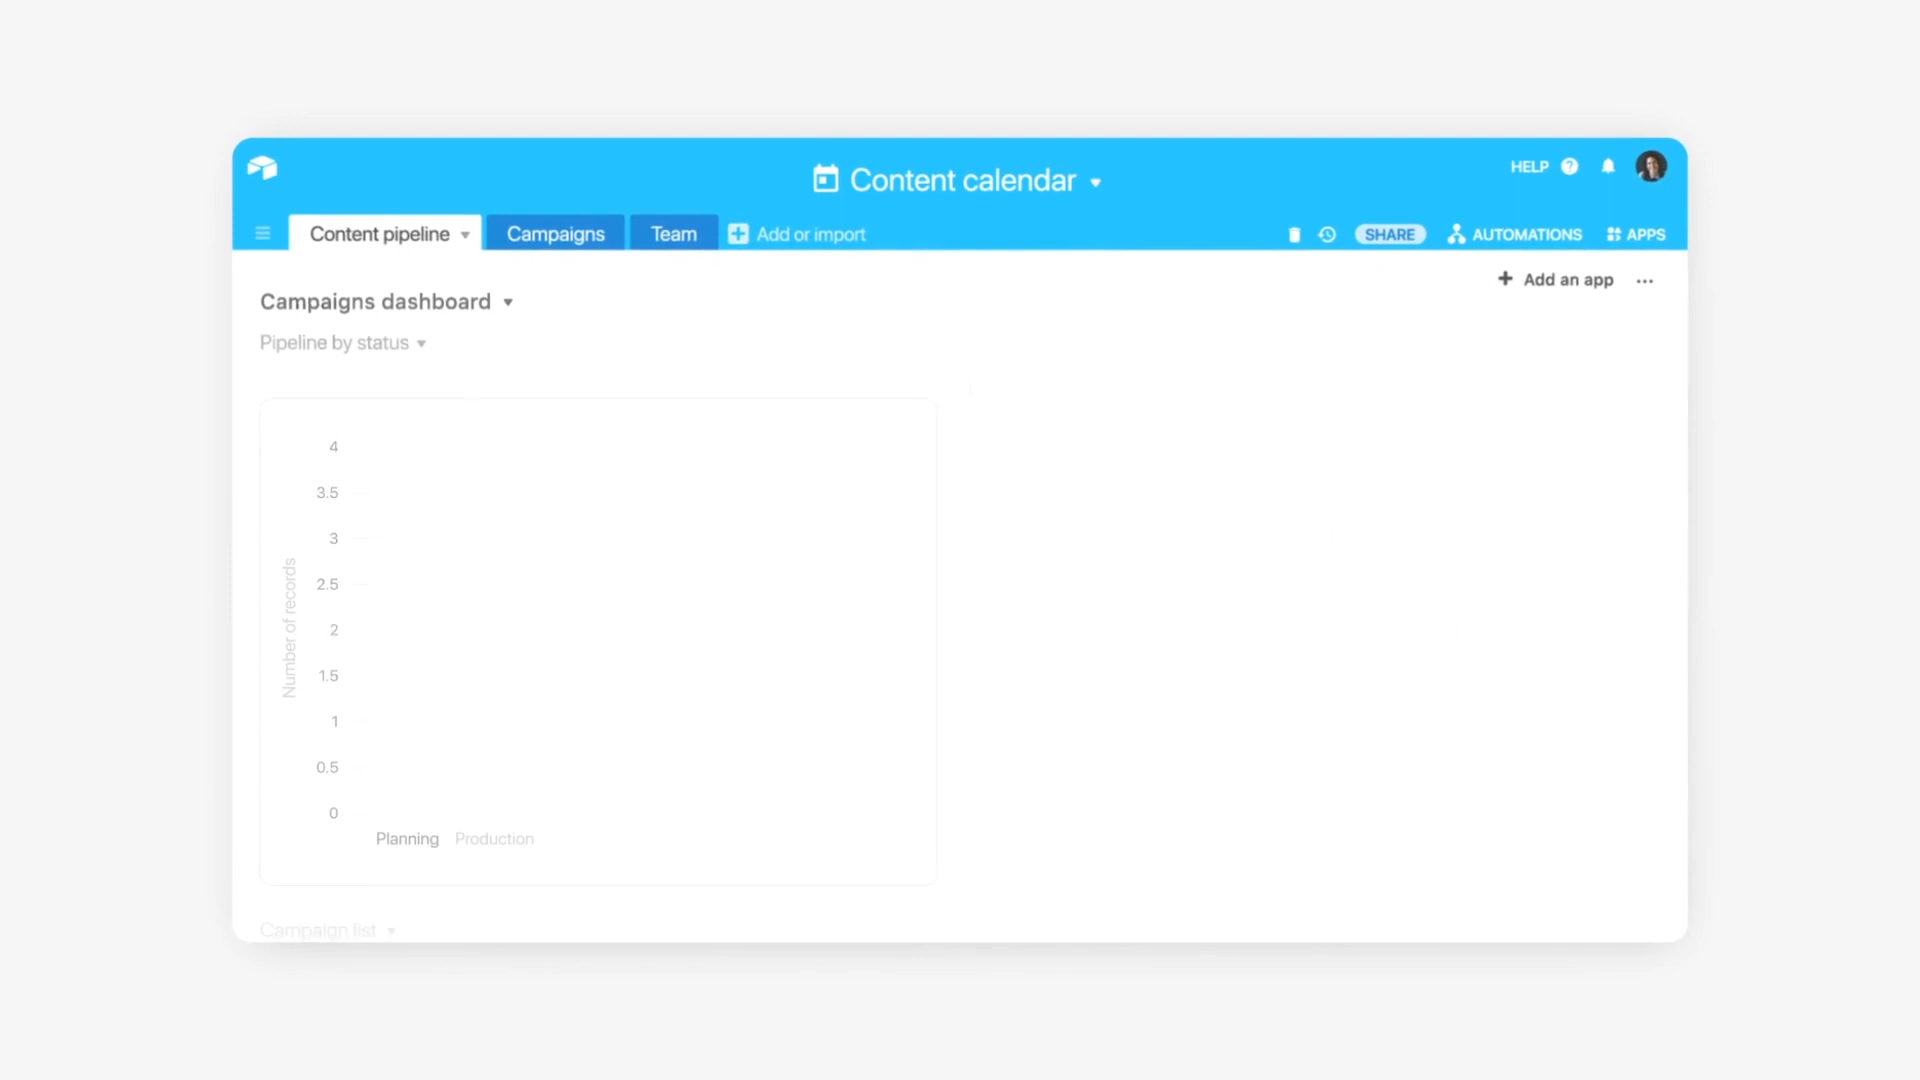 Content calendar
HELP
Content pipeline
Campaigns
Team
Add or import
SHARE
AUTOMATIONS
APPS
+ Add an app ...
Campaigns dashboard
Pipeline by status
4
3.5
3
2.5
2
1.5
1
0.5
0
Number of records
Planning Production
Campaign list